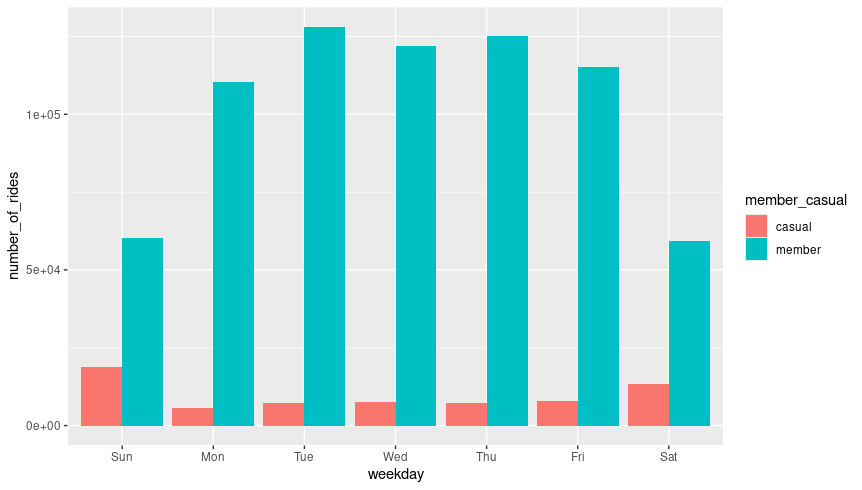 number_of_rides
1e+05
5e+04
0e+00
Sun Mon Tue Wed Thu Fri Sat
weekday
member_casual
casual
member